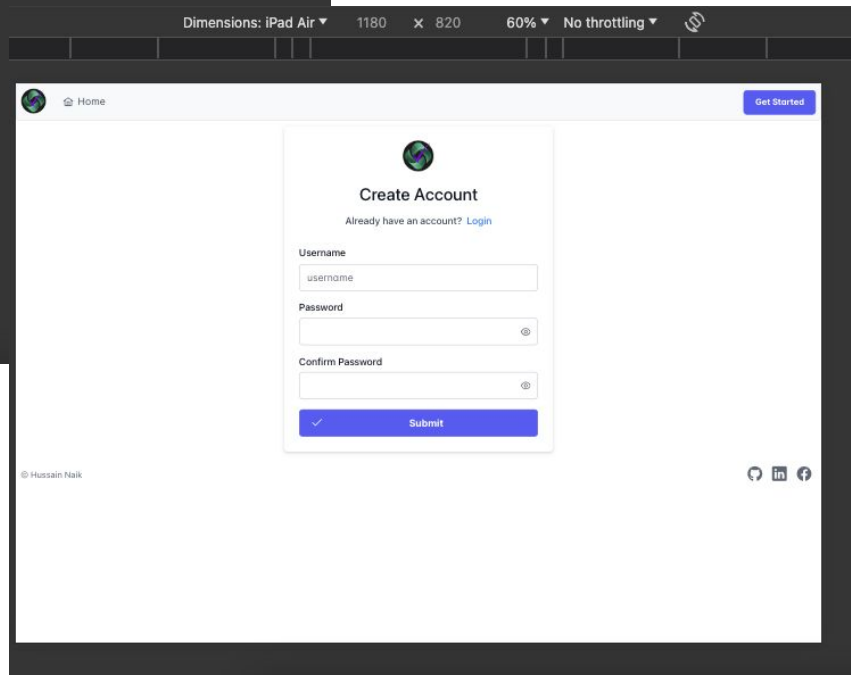 Dimensions: iPad Air ▼ 1180 × 820 60% ▼ No throttling ▼
Home Get Started
Create Account
Already have an account? Login
Username
username
Password
Confirm Password
Submit
© Hussain Naik